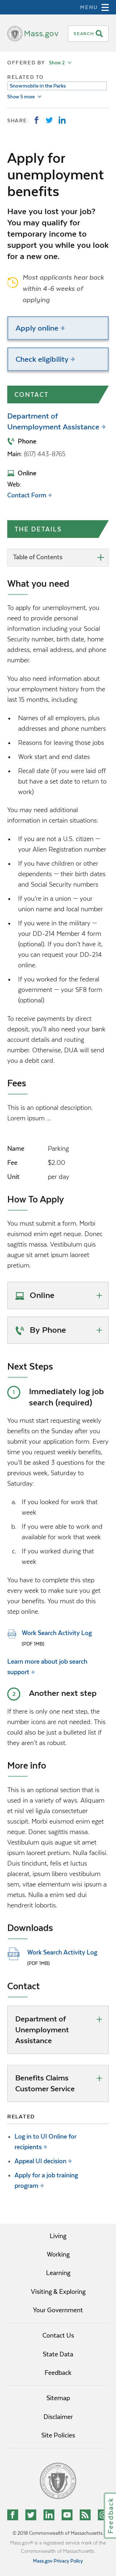 MENU
Mass.gov
SEARCH
OFFERED BY Show 2
RELATED TO
Snowmobile in the Parks
Show 5 more
SHARE
Apply for
unemployment
benefits
Have you lost your job?
You may qualify for
temporary income to
support you while you look
for a new one.
Most applicants hear back
within 4-6 weeks of
applying
Apply online
Check eligibility
CONTACT
Department of
Unemployment Assistance
Phone
Main: (617) 443-8765
Online
Web:
Contact Form
THE DETAILS
Table of Contents
What you need
To apply for unemployment, you
need to provide personal
information including your Social
Security number, birth date, home
address, email address, and phone
number.
You also need information about
your employment history from the
last 15 months, including:
• Names of all employers, plus
addresses and phone numbers
• Reasons for leaving those jobs
• Work start and end dates
• Recall date (if you were laid off
but have a set date to return to
work)
You may need additional
information in certain situations:
• If you are not a U.S. citizen —
your Alien Registration number
• If you have children or other
dependents — their birth dates
and Social Security numbers
• If you're in a union — your
union name and local number
• If you were in the military —
your DD-214 Member 4 form
(optional). If you don't have it,
you can request your DD-214
online.
• If you worked for the federal
government — your SF8 form
(optional)
To receive payments by direct
deposit, you'll also need your bank
account details and routing
number. Otherwise, DUA will send
you a debit card.
Fees
This is an optional description.
Lorem ipsum ...
Name Parking
Fee $2.00
Unit per day
How To Apply
You must submit a form. Morbi
euismod enim eget neque. Donec
sagittis massa. Vestibulum quis
augue sit amet ipsum laoreet
pretium.
Online
By Phone
Next Steps
1 Immediately log job
search (required)
You must start requesting weekly
benefits on the Sunday after you
submit your application form. Every
week you request benefits, you'll be
asked for 3 questions for the
previous week, Saturday to
Saturday:
a. If you looked for work that
week
b. If you were able to work and
available for work that week
c. If you worked during that
week
You have to complete this step
every week to make sure you get
all benefits. You must do this on
this step online.
Work Search Activity Log
(PDF 1MB)
Learn more about job search
support
2 Another next step
If there is only one next step, the
number icons are not visible. This
could also be a just a bulleted list
if they aren't numbered.
More info
This is an optional section that is
used in a variety of ways. Aliquam
at nisl vel ligula consectetuer
suscipit. Morbi euismod enim eget
neque. Donec sagittis massa.
Vestibulum quis augue sit amet
ipsum laoreet pretium. Nulla facilisi.
Duis tincidunt, felis et luctus
placerat, ipsum libero vestibulum
sem, vitae elementum wisi ipsum a
metus. Nulla a enim sed dui
hendrerit lobortis.
Downloads
Work Search Activity Log
(PDF 1MB)
Contact
Department of
Unemployment
Assistance
Benefits Claims
Customer Service
RELATED
• Log in to UI Online for
recipients
• Appeal UI decision
• Apply for a job training
program
Living
Working
Learning
Visiting & Exploring
Your Government
Contact Us
State Data
Feedback
Sitemap
Disclaimer
Site Policies
Feedback
© 2018 Commonwealth of Massachusetts.
Mass.gov® is a registered service mark of the
Commonwealth of Massachusetts.
Mass.gov Privacy Policy